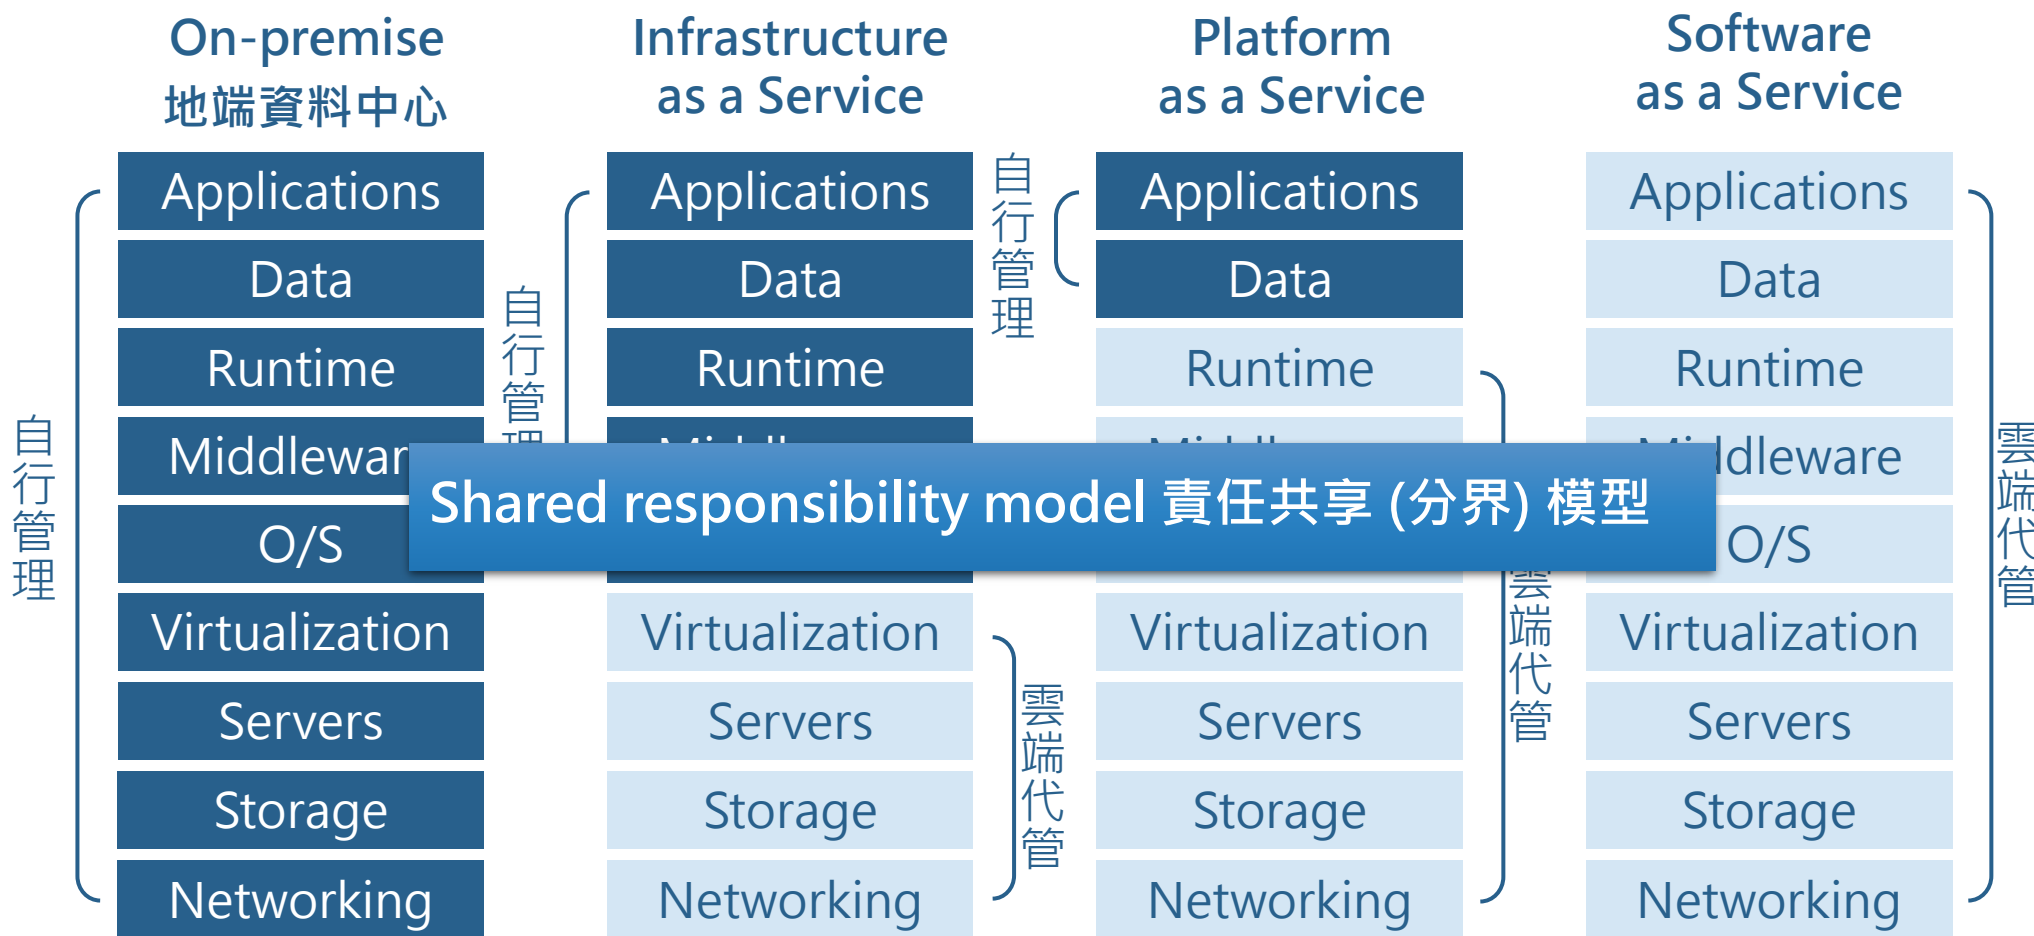 On-premise
地端資料中心
Applications
Data
Runtime
O/S
Virtualization
Servers
Storage
Networking
自行管理
Infrastructure
as a Service
Applications
Data
Runtime
Virtualization
Servers
Storage
Networking
自行管
雲端代管
Platform
as a Service
Applications
Data
Runtime
Virtualization
Servers
Storage
Networking
自行管理
雲端代管
Software
as a Service
Applications
Data
Runtime
Middleware
O/S
Virtualization
Servers
Storage
Networking
雲端代管
Shared responsibility model 責任共享 (分界) 模型